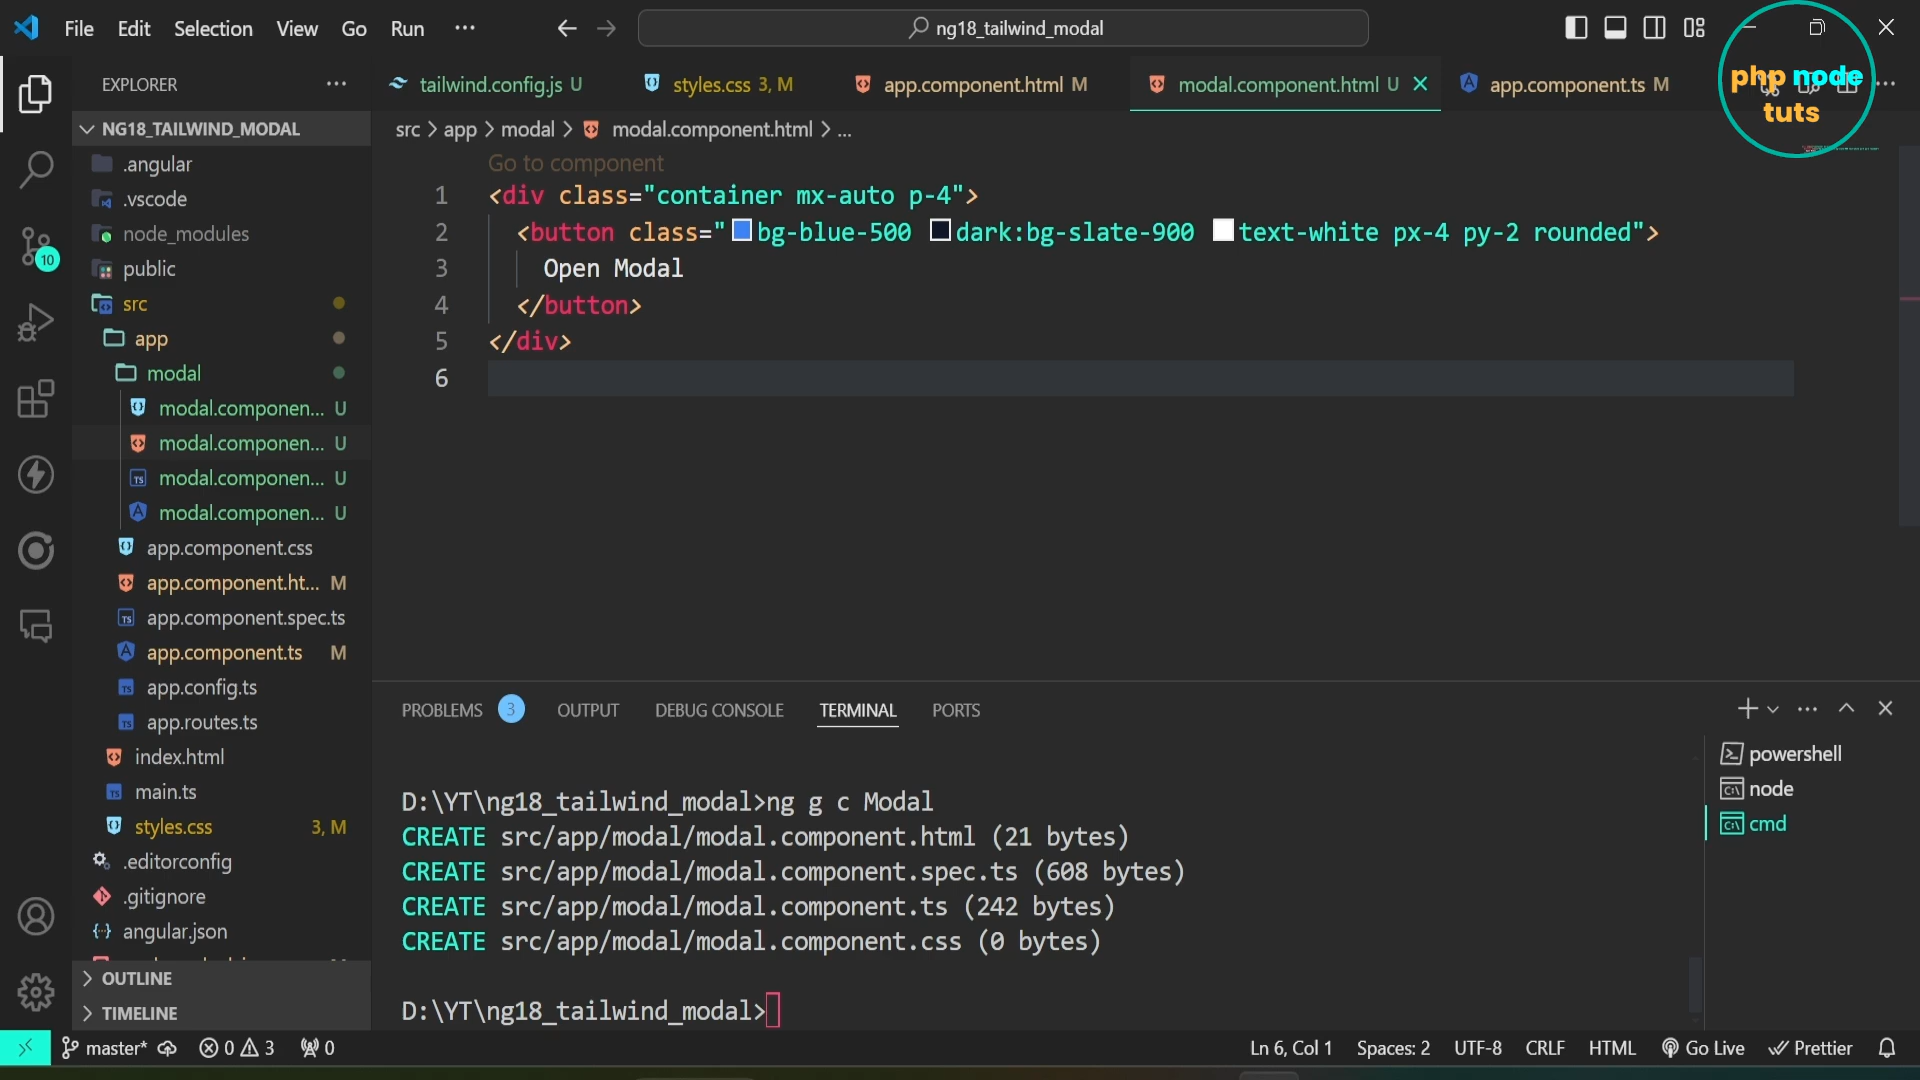 File Edit Selection View Go Run ··· ng18_tailwind_modal
php node
tuts
EXPLORER ···
tailwind.config.js U styles.css 3, M app.component.html M modal.component.html U app.component.ts M
NG18_TAILWIND_MODAL
.angular
.vscode
node_modules
public
src
app
modal
modal.componen... U
modal.componen... U
modal.componen... U
modal.componen... U
app.component.css
app.component.ht... M
app.component.spec.ts
app.component.ts M
app.config.ts
app.routes.ts
index.html
main.ts
styles.css 3, M
.editorconfig
.gitignore
angular.json
OUTLINE
TIMELINE
src > app > modal > modal.component.html > ...
Go to component
1 <div class="container mx-auto p-4">
2 <button class="bg-blue-500 dark:bg-slate-900 text-white px-4 py-2 rounded">
3 Open Modal
4 </button>
5 </div>
6
PROBLEMS 3 OUTPUT DEBUG CONSOLE TERMINAL PORTS
D:\YT\ng18_tailwind_modal>ng g c Modal
CREATE src/app/modal/modal.component.html (21 bytes)
CREATE src/app/modal/modal.component.spec.ts (608 bytes)
CREATE src/app/modal/modal.component.ts (242 bytes)
CREATE src/app/modal/modal.component.css (0 bytes)
D:\YT\ng18_tailwind_modal>
powershell
node
cmd
10
master* 0 3 0 Ln 6, Col 1 Spaces: 2 UTF-8 CRLF HTML Go Live Prettier